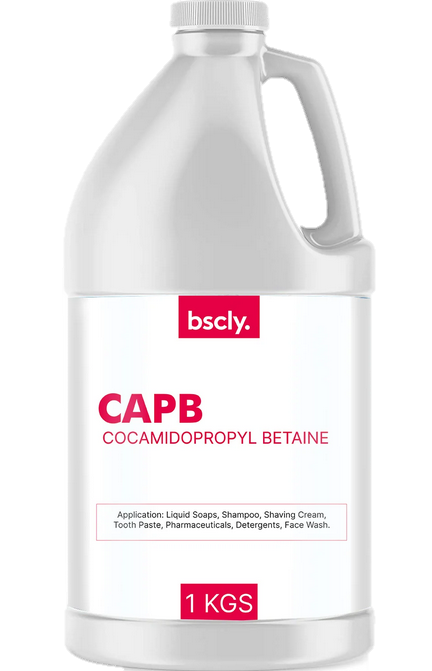 bscly.
CAPB
COCAMIDOPROPYL BETAINE
Application: Liquid Soaps, Shampoo, Shaving Cream,
Tooth Paste, Pharmaceuticals, Detergents, Face Wash.
1 KGS